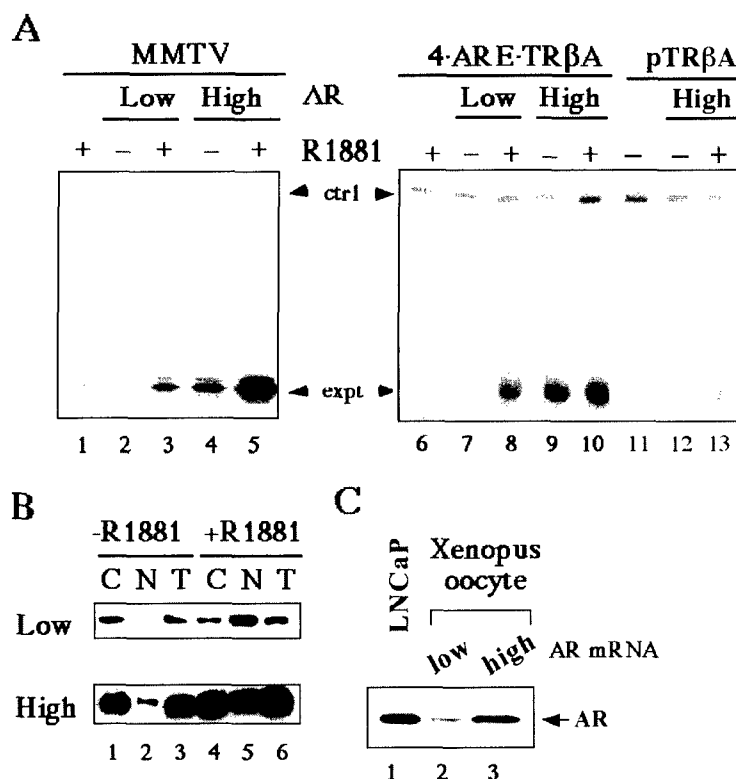 A
MMTV
4·ARE·TRβA
pTRβA
Low
High
AR
Low
High
High
+
−
+
−
+
R1881
+
−
+
−
+
−
−
+
ctrl
expt
1 2 3 4 5
6 7 8 9 10 11 12 13
B
-R1881 +R1881
C N T C N T
Low
High
1 2 3 4 5 6
C
LNCaP
Xenopus
oocyte
low
high
AR mRNA
AR
1 2 3